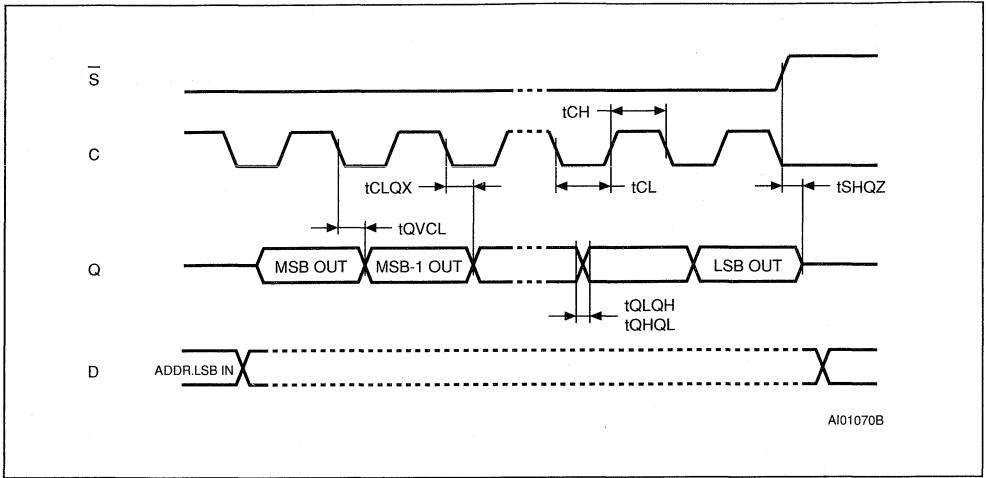 S
tCH
C
tCLQX
tCL
tSHQZ
tQVCL
Q
MSB OUT
MSB-1 OUT
LSB OUT
tQLQH
tQHQL
D
ADDR.LSB IN
AI01070B